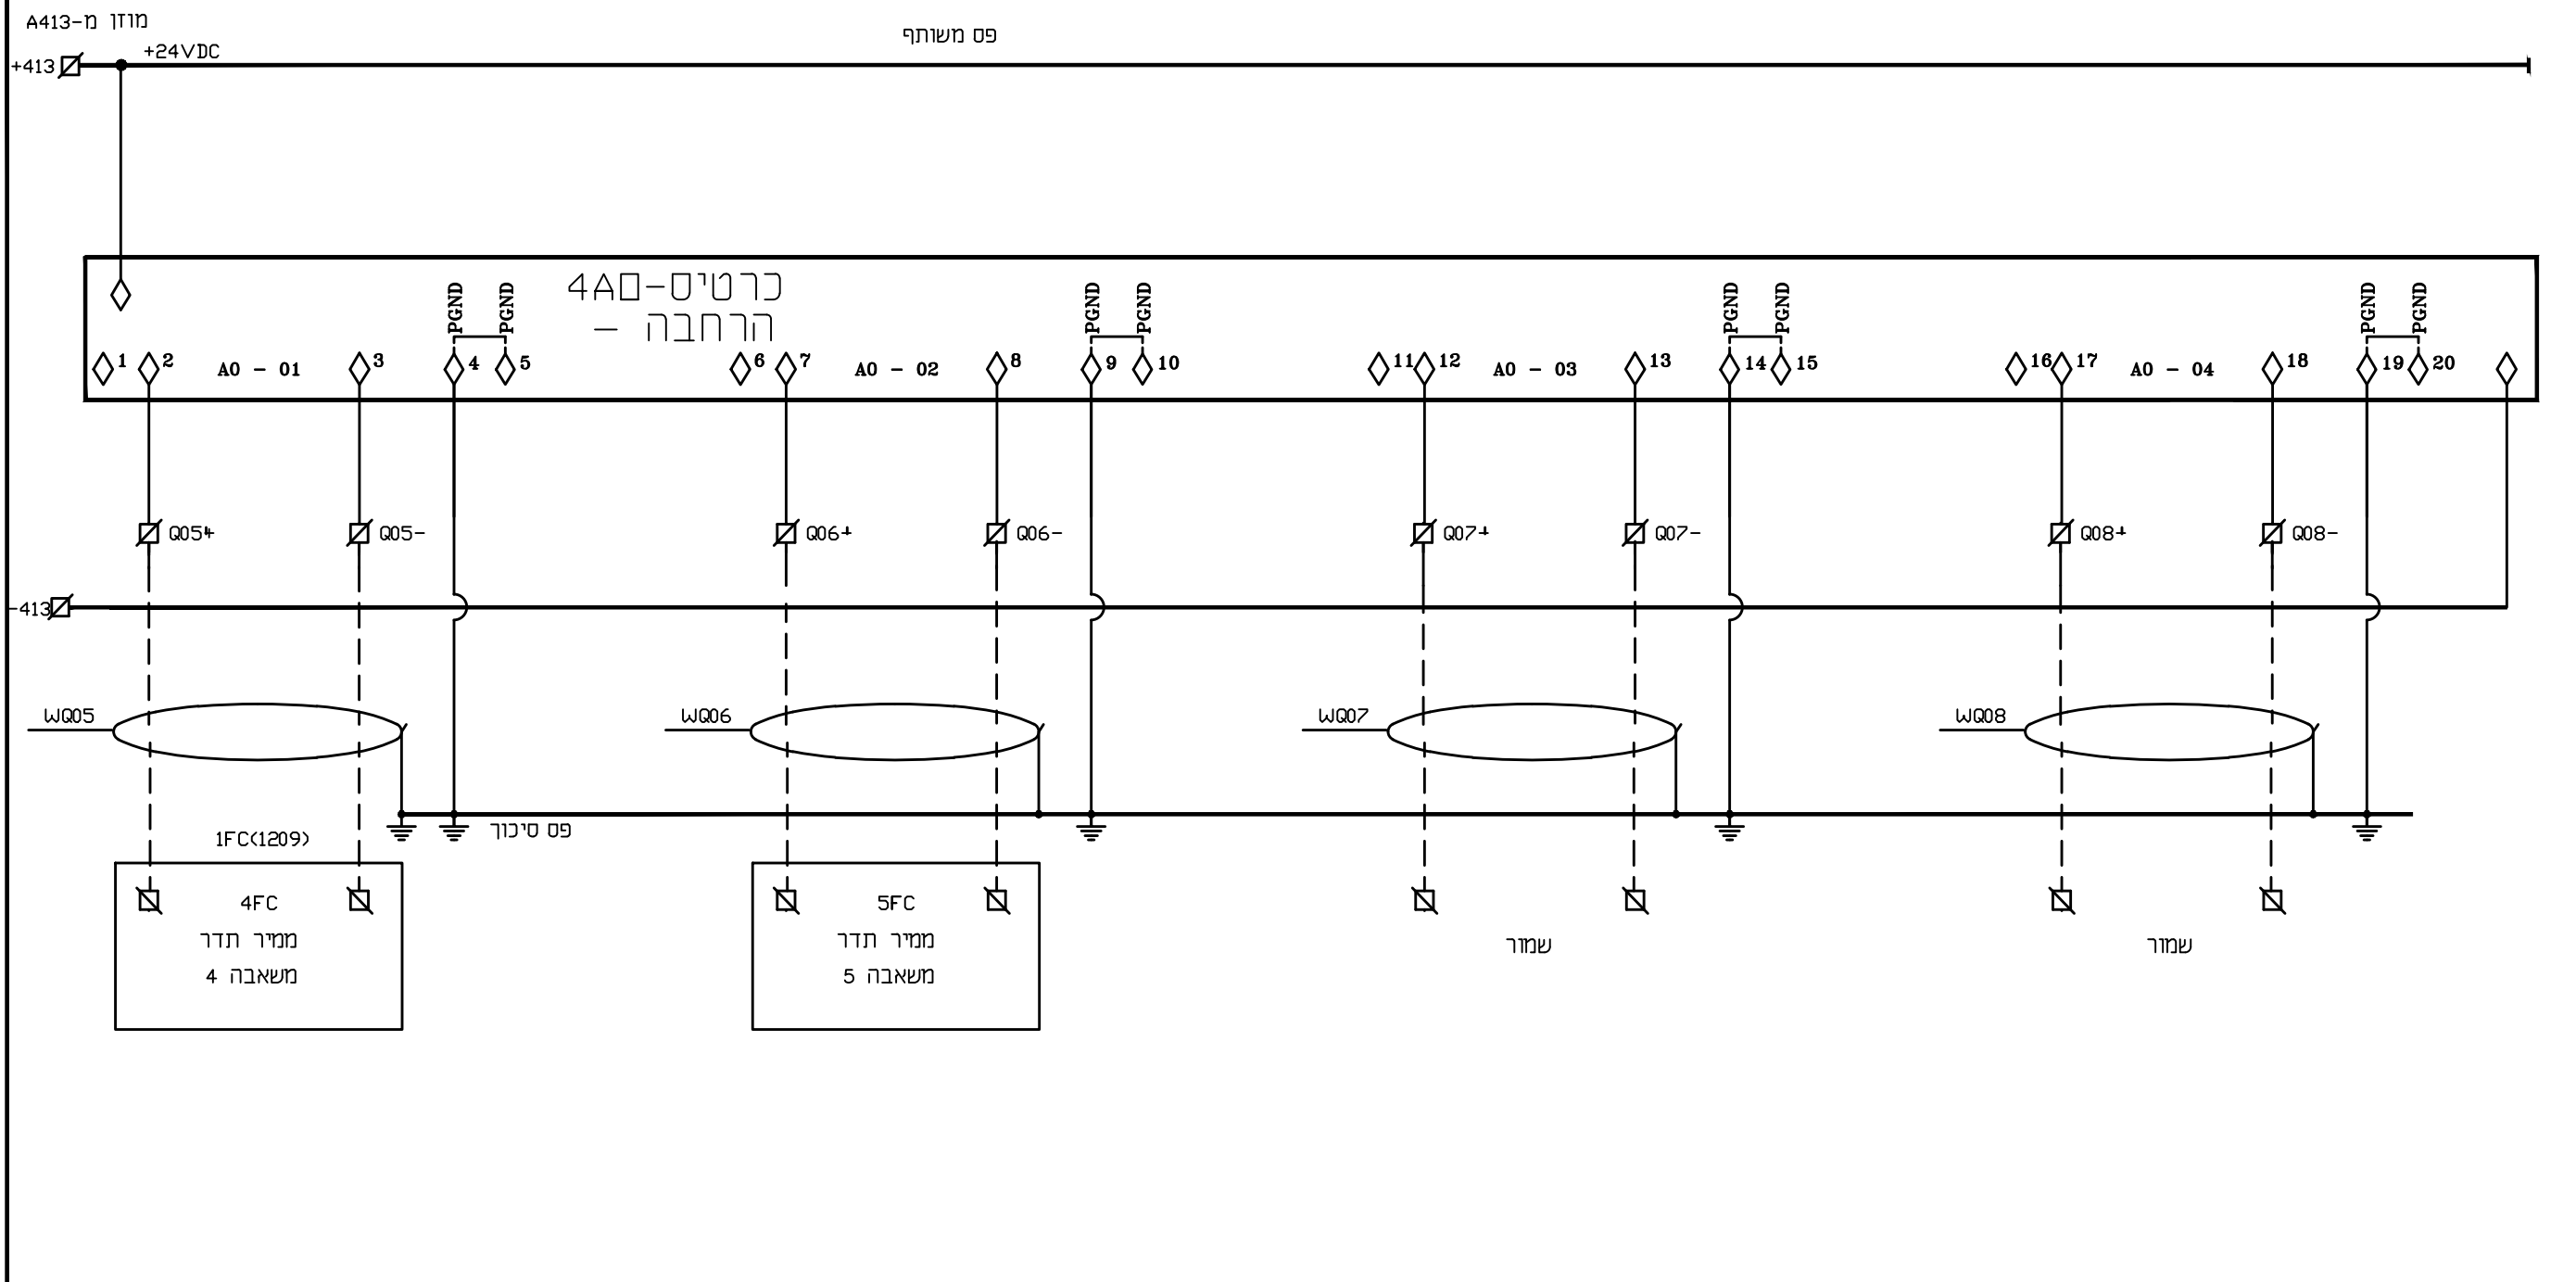 מוזן מ-A413
+24VDC
פס משותף
+413
כרטיס-4AO
הרחבה -
PGND PGND PGND PGND PGND PGND PGND PGND
1 2 AO - 01 3 4 5 6 7 AO - 02 8 9 10 11 12 AO - 03 13 14 15 16 17 AO - 04 18 19 20
Q05+ Q05- Q06+ Q06- Q07+ Q07- Q08+ Q08-
-413
WQ05 WQ06 WQ07 WQ08
פס סיכוך
1FC(1209)
4FC
ממיר תדר
משאבה 4
5FC
ממיר תדר
משאבה 5
שמור
שמור